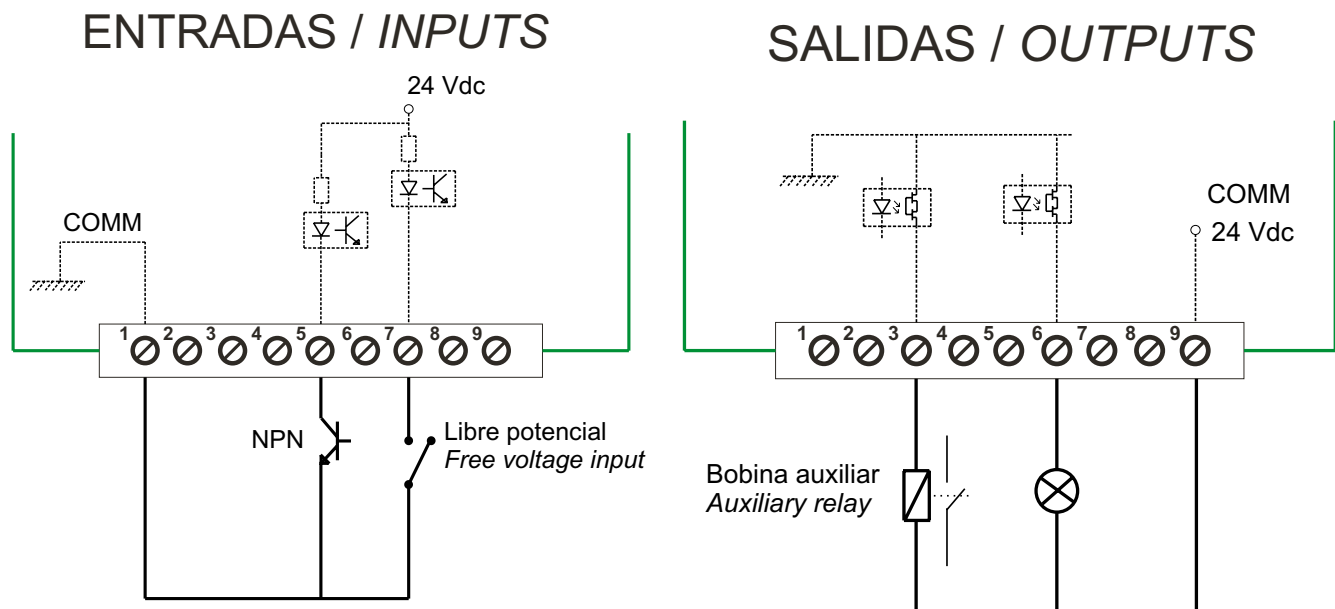 ENTRADAS / INPUTS
24 Vdc
COMM
1 2 3 4 5 6 7 8 9
NPN
Libre potencial
Free voltage input
SALIDAS / OUTPUTS
COMM
24 Vdc
1 2 3 4 5 6 7 8 9
Bobina auxiliar
Auxiliary relay